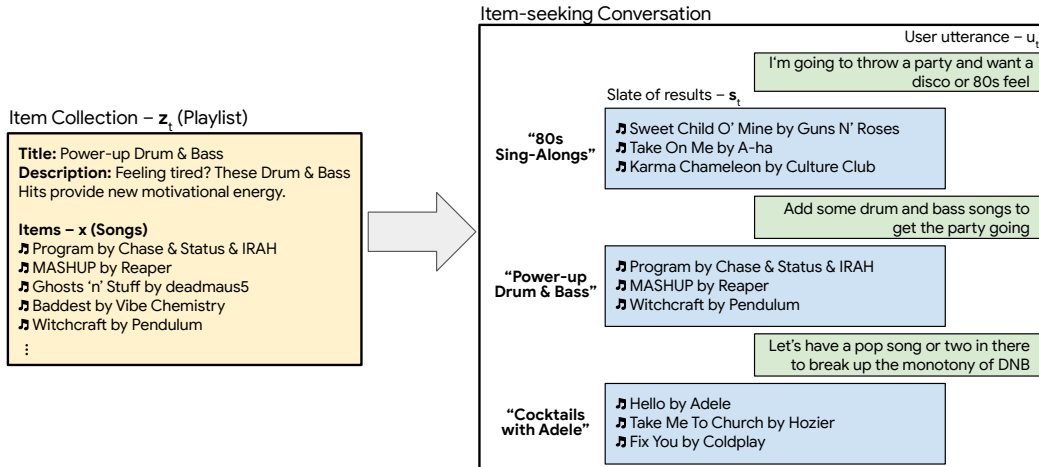 Item-seeking Conversation
User utterance – uₜ
I'm going to throw a party and want a
disco or 80s feel
Slate of results – sₜ
"80s
Sing-Alongs"
♫ Sweet Child O' Mine by Guns N' Roses
♫ Take On Me by A-ha
♫ Karma Chameleon by Culture Club
Add some drum and bass songs to
get the party going
"Power-up
Drum & Bass"
♫ Program by Chase & Status & IRAH
♫ MASHUP by Reaper
♫ Witchcraft by Pendulum
Let's have a pop song or two in there
to break up the monotony of DNB
"Cocktails
with Adele"
♫ Hello by Adele
♫ Take Me To Church by Hozier
♫ Fix You by Coldplay
Item Collection – zₜ (Playlist)
Title: Power-up Drum & Bass
Description: Feeling tired? These Drum & Bass
Hits provide new motivational energy.
Items – x (Songs)
♫ Program by Chase & Status & IRAH
♫ MASHUP by Reaper
♫ Ghosts 'n' Stuff by deadmaus5
♫ Baddest by Vibe Chemistry
♫ Witchcraft by Pendulum
⋮